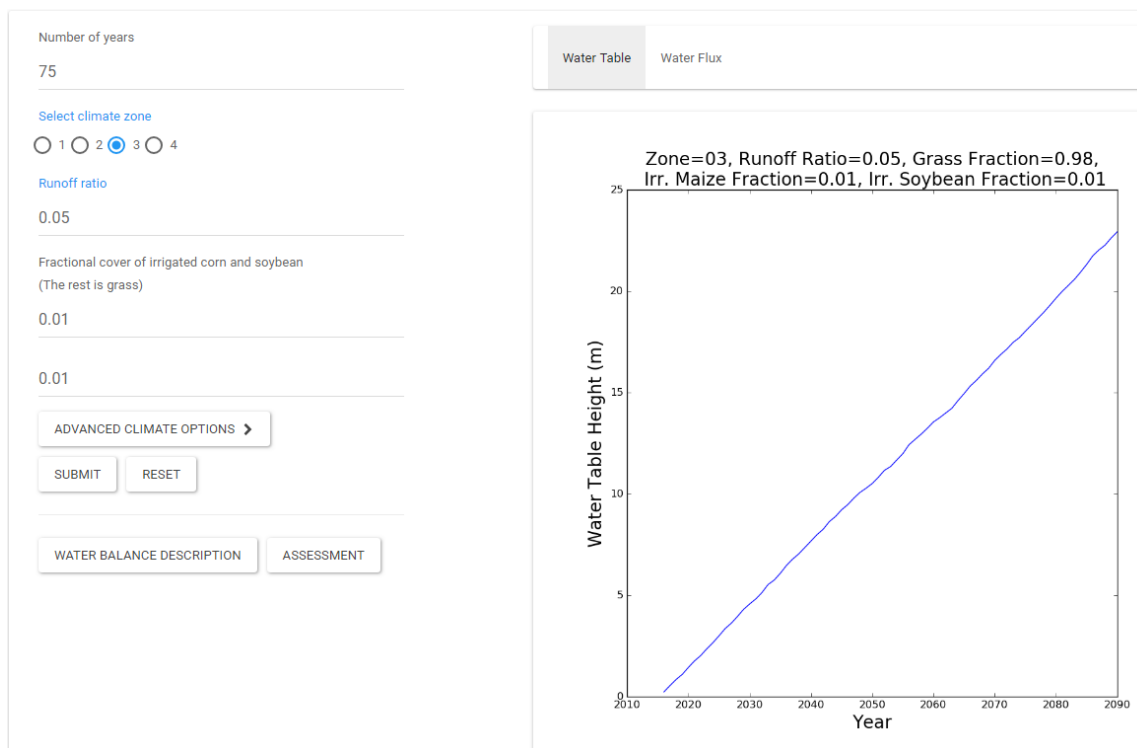 Number of years
75
Select climate zone
1 2 3 4
Runoff ratio
0.05
Fractional cover of irrigated corn and soybean
(The rest is grass)
0.01
0.01
ADVANCED CLIMATE OPTIONS
SUBMIT RESET
WATER BALANCE DESCRIPTION ASSESSMENT
Water Table Water Flux
Zone=03, Runoff Ratio=0.05, Grass Fraction=0.98,
Irr. Maize Fraction=0.01, Irr. Soybean Fraction=0.01
Water Table Height (m)
25
20
15
10
5
0
2010 2020 2030 2040 2050 2060 2070 2080 2090
Year